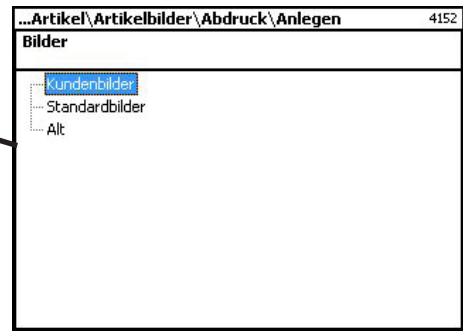 ...Artikel\Artikelbilder\Abdruck\Anlegen 4152
Bilder
Kundenbilder
Standardbilder
Alt